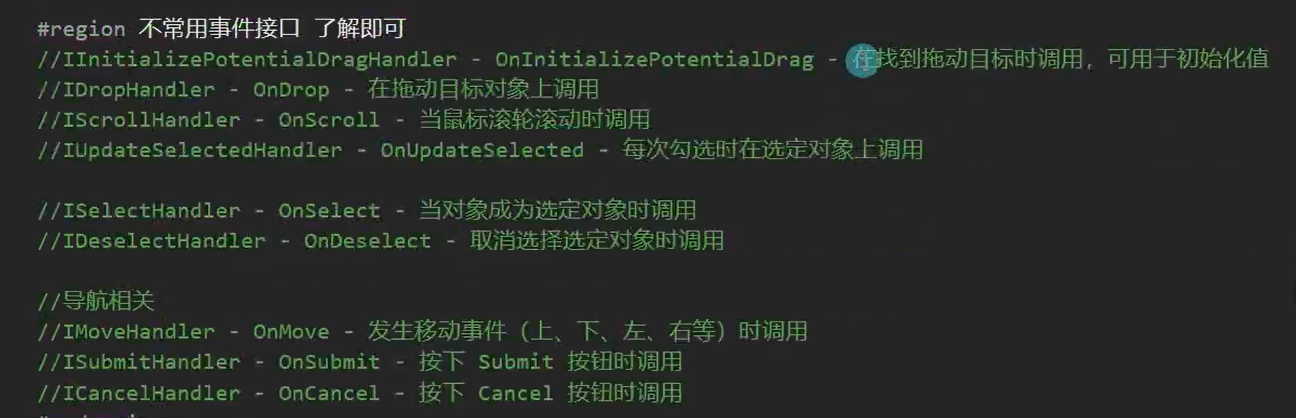 #region 不常用事件接口 了解即可
//IInitializePotentialDragHandler - OnInitializePotentialDrag - 在找到拖动目标时调用，可用于初始化值
//IDropHandler - OnDrop - 在拖动目标对象上调用
//IScrollHandler - OnScroll - 当鼠标滚轮滚动时调用
//IUpdateSelectedHandler - OnUpdateSelected - 每次勾选时在选定对象上调用
//ISelectHandler - OnSelect - 当对象成为选定对象时调用
//IDeselectHandler - OnDeselect - 取消选择选定对象时调用
//导航相关
//IMoveHandler - OnMove - 发生移动事件（上、下、左、右等）时调用
//ISubmitHandler - OnSubmit - 按下 Submit 按钮时调用
//ICancelHandler - OnCancel - 按下 Cancel 按钮时调用